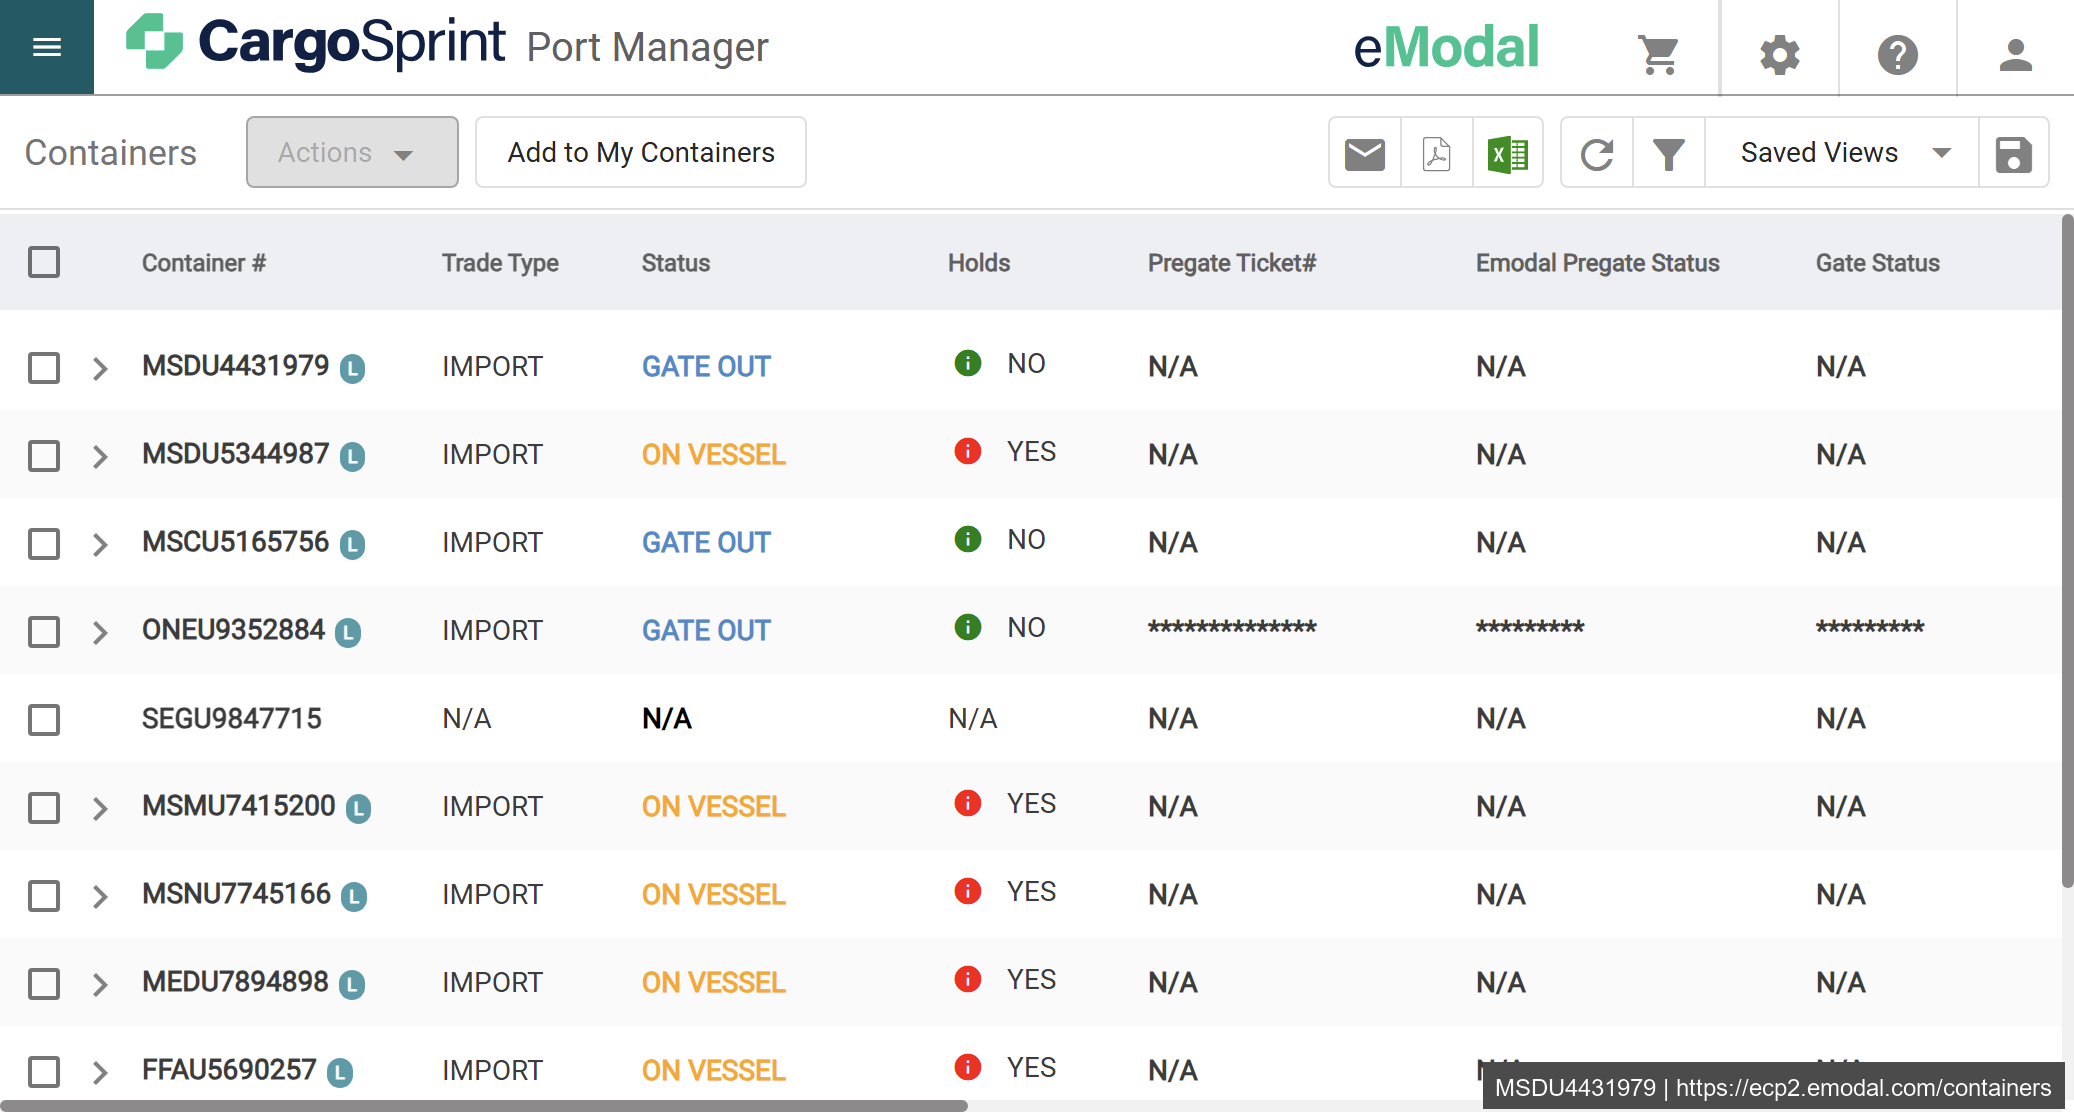 CargoSprint Port Manager eModal
Containers Actions Add to My Containers Saved Views
Container # Trade Type Status Holds Pregate Ticket# Emodal Pregate Status Gate Status
MSDU4431979 L IMPORT GATE OUT NO N/A N/A N/A
MSDU5344987 L IMPORT ON VESSEL YES N/A N/A N/A
MSCU5165756 L IMPORT GATE OUT NO N/A N/A N/A
ONEU9352884 L IMPORT GATE OUT NO ************** ********* *********
SEGU9847715 N/A N/A N/A N/A N/A N/A
MSMU7415200 L IMPORT ON VESSEL YES N/A N/A N/A
MSNU7745166 L IMPORT ON VESSEL YES N/A N/A N/A
MEDU7894898 L IMPORT ON VESSEL YES N/A N/A N/A
FFAU5690257 L IMPORT ON VESSEL YES N/A
MSDU4431979 | https://ecp2.emodal.com/containers